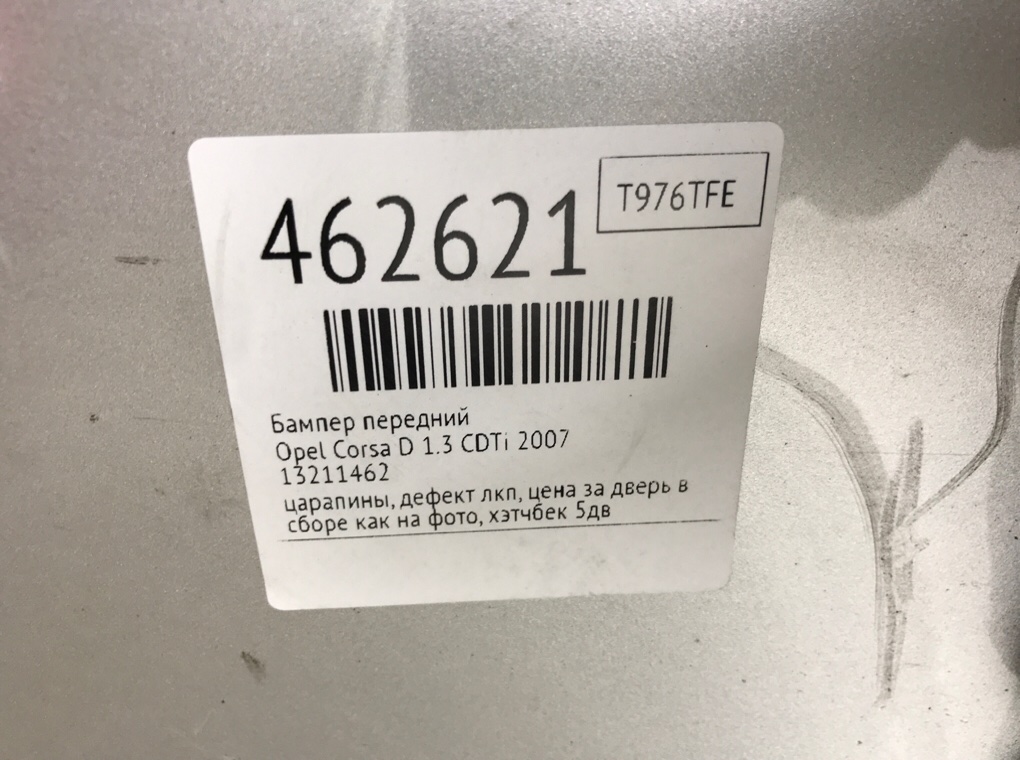 T976TFE
462621
Бампер передний
Opel Corsa D 1.3 CDTi 2007
13211462
царапины, дефект лкп, цена за дверь в
сборе как на фото, хэтчбек 5дв